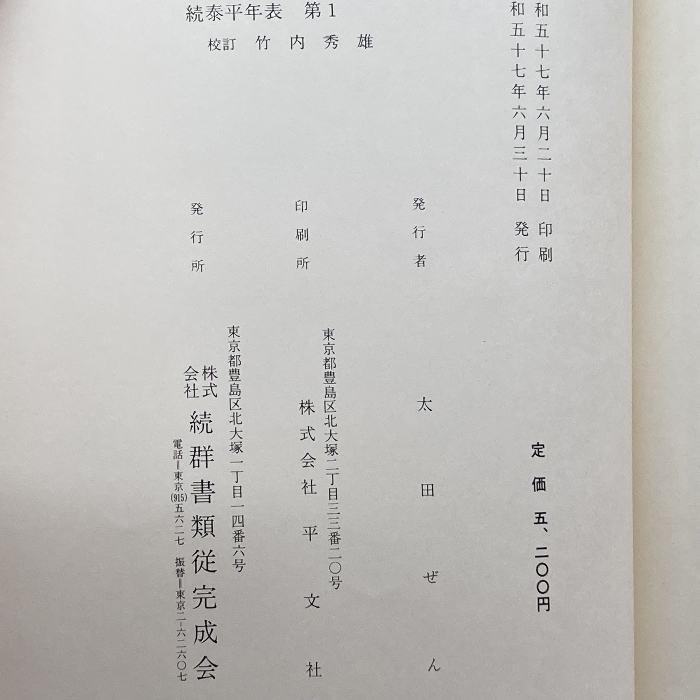 続泰平年表 第1
校訂 竹内秀雄
和五十七年六月二十日 印刷
和五十七年六月三十日 発行
定価 五、二〇〇円
発行者 太田ぜん
東京都豊島区北大塚二丁目三三番二〇号
印刷所 株式会社平文社
東京都豊島区北大塚一丁目一四番六号
発行所 株式会社 続群書類従完成会
電話=東京(915)五六二七 振替=東京二-六二六〇七